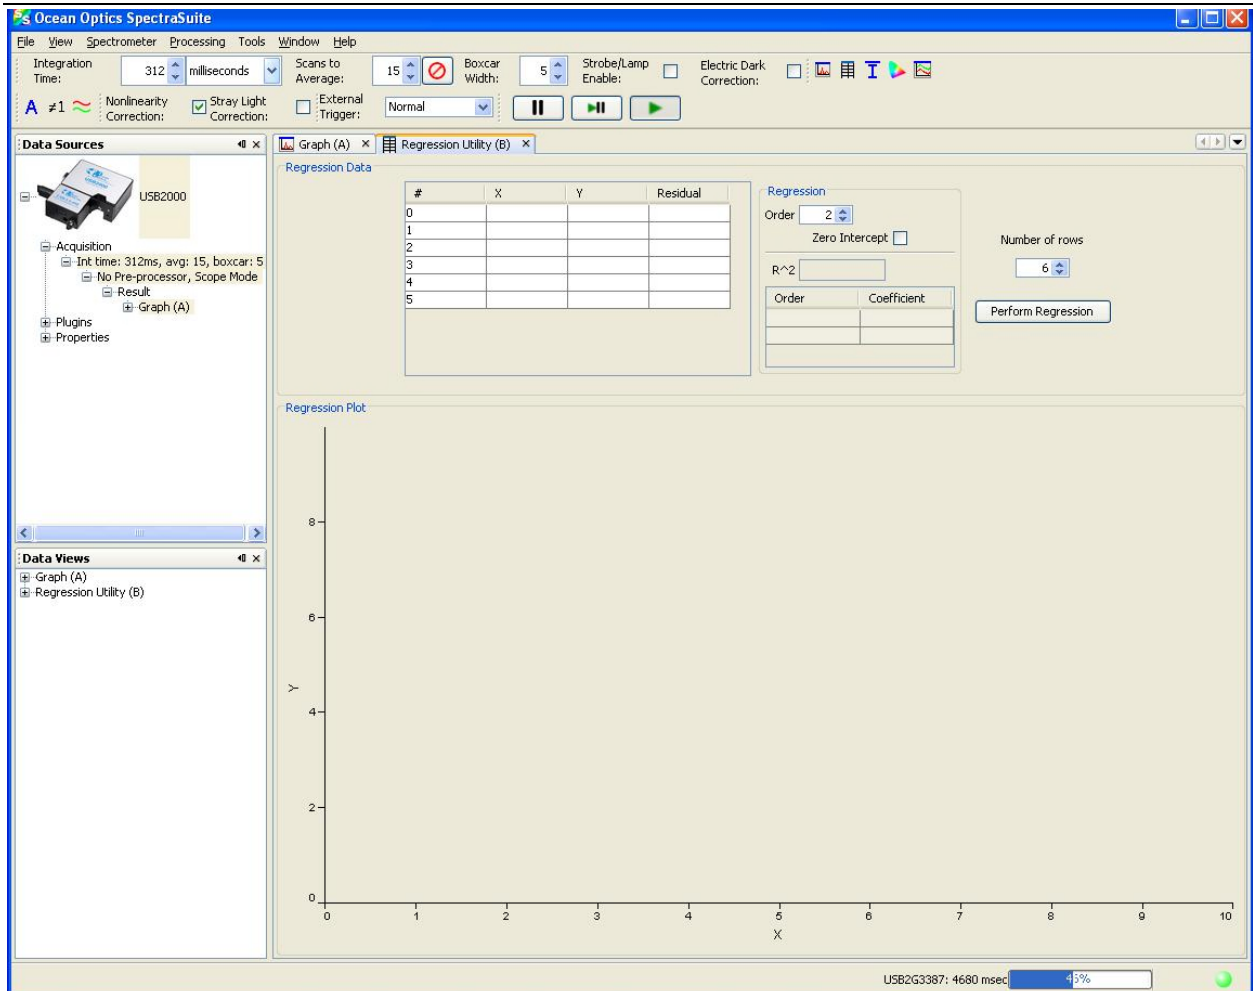 Ocean Optics SpectraSuite
File View Spectrometer Processing Tools Window Help
Integration Time: 312 milliseconds Scans to Average: 15 Boxcar Width: 5 Strobe/Lamp Enable: Electric Dark Correction:
A ≠1 Nonlinearity Correction: Stray Light Correction: External Trigger: Normal
Data Sources
USB2000
Acquisition
Int time: 312ms, avg: 15, boxcar: 5
No Pre-processor, Scope Mode
Result
Graph (A)
Plugins
Properties
Data Views
Graph (A)
Regression Utility (B)
Graph (A) Regression Utility (B)
Regression Data
# X Y Residual
0
1
2
3
4
5
Regression
Order 2
Zero Intercept
R^2
Order Coefficient
Number of rows
6
Perform Regression
Regression Plot
8
6
Y
4
2
0
0 1 2 3 4 5 6 7 8 9 10
X
USB2G3387: 4680 msec 46%